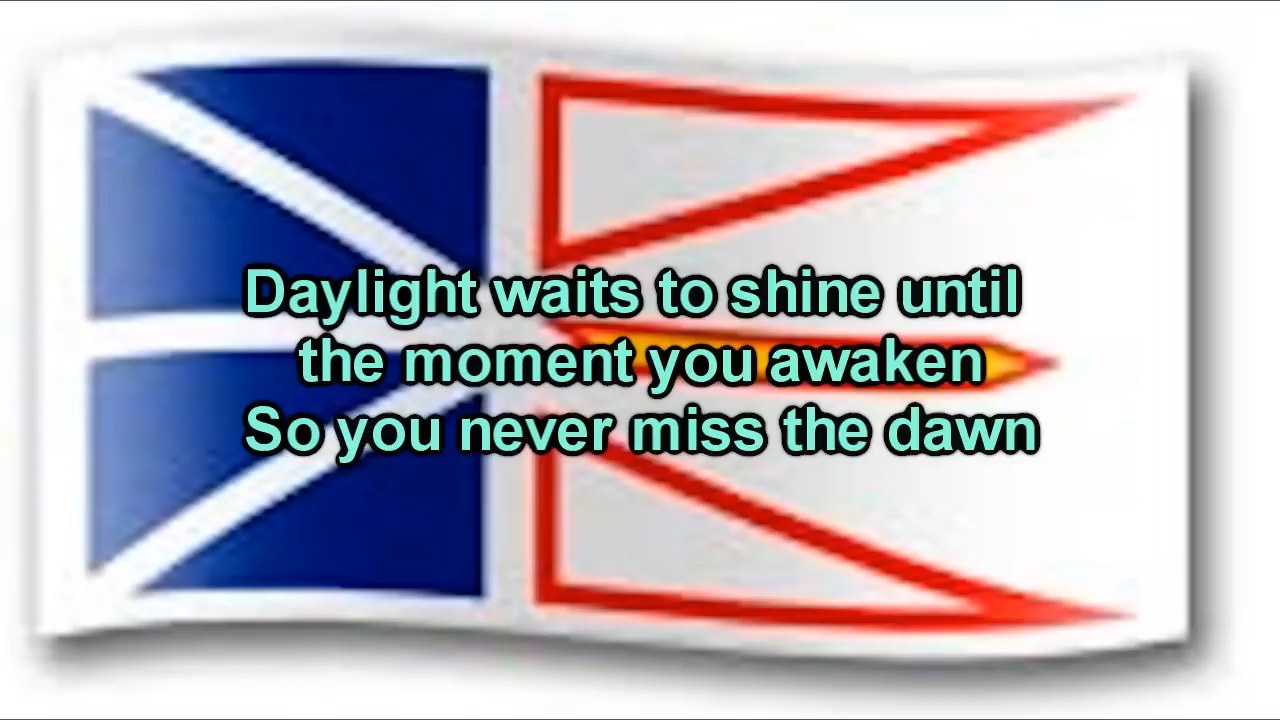 Daylight waits to shine until
the moment you awaken
So you never miss the dawn